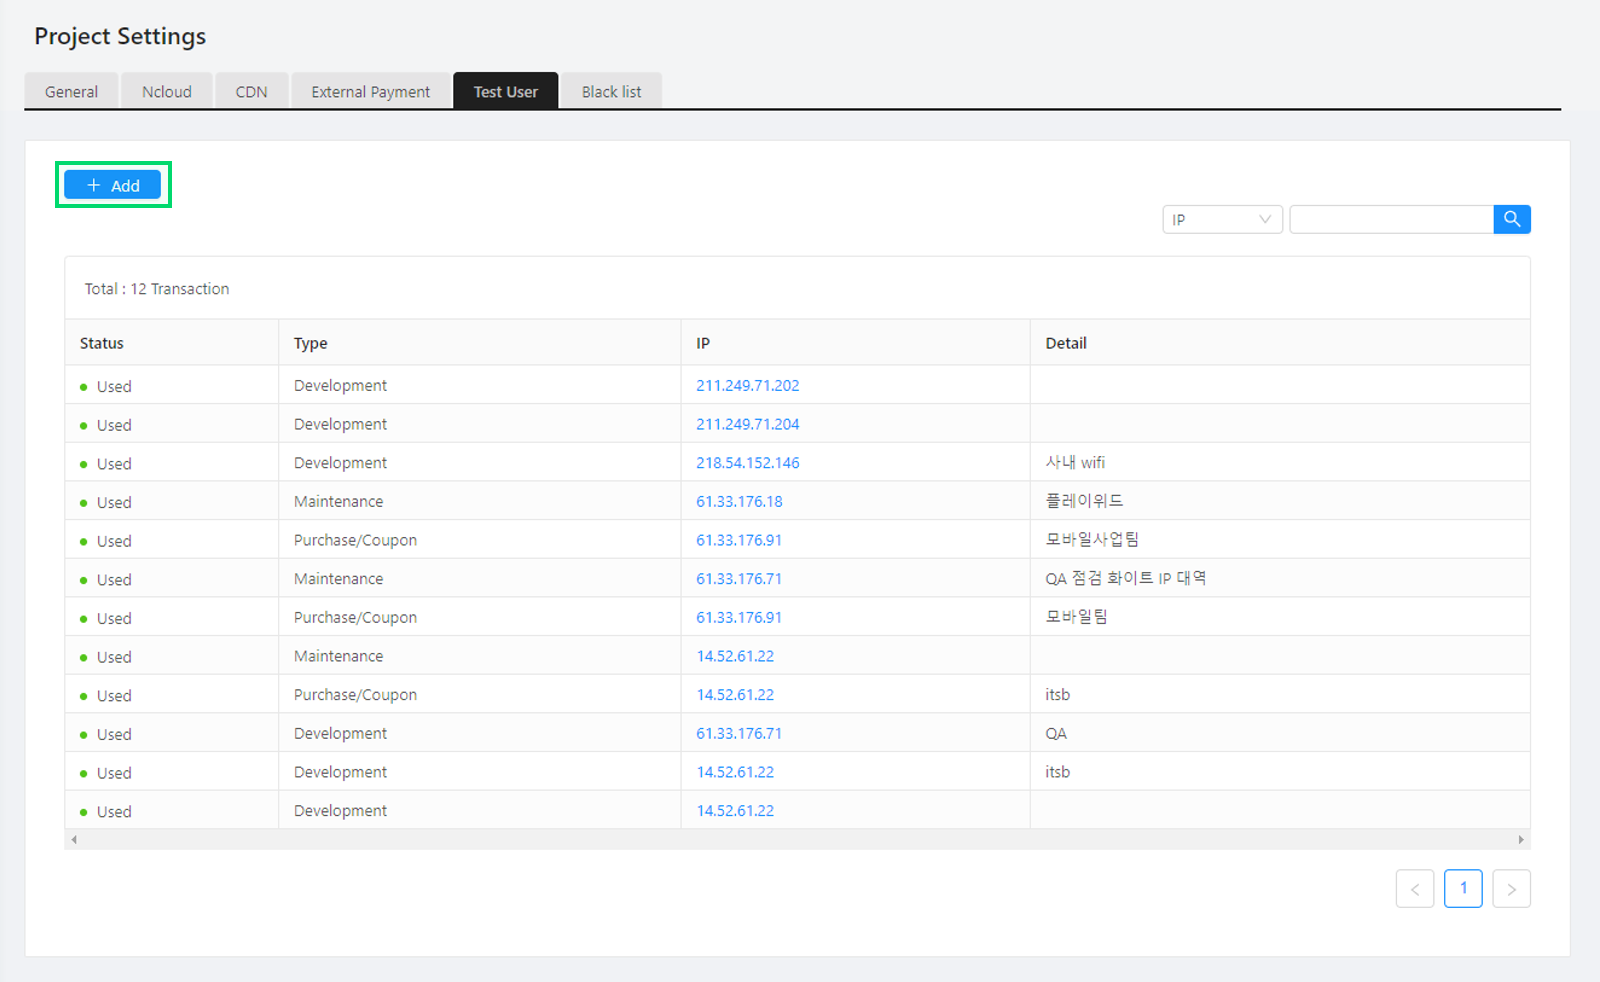 Project Settings
General Ncloud CDN External Payment Test User Black list
+ Add
IP
Total : 12 Transaction
Status Type IP Detail
Used Development 211.249.71.202
Used Development 211.249.71.204
Used Development 218.54.152.146 사내 wifi
Used Maintenance 61.33.176.18 플레이위드
Used Purchase/Coupon 61.33.176.91 모바일사업팀
Used Maintenance 61.33.176.71 QA 점검 화이트 IP 대역
Used Purchase/Coupon 61.33.176.91 모바일팀
Used Maintenance 14.52.61.22
Used Purchase/Coupon 14.52.61.22 itsb
Used Development 61.33.176.71 QA
Used Development 14.52.61.22 itsb
Used Development 14.52.61.22
< 1 >